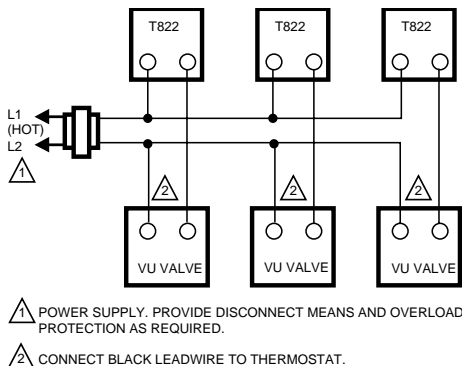 T822 T822 T822
L1
(HOT)
L2
1
2 2 2
VU VALVE VU VALVE VU VALVE
1 POWER SUPPLY. PROVIDE DISCONNECT MEANS AND OVERLOAD
PROTECTION AS REQUIRED.
2 CONNECT BLACK LEADWIRE TO THERMOSTAT.